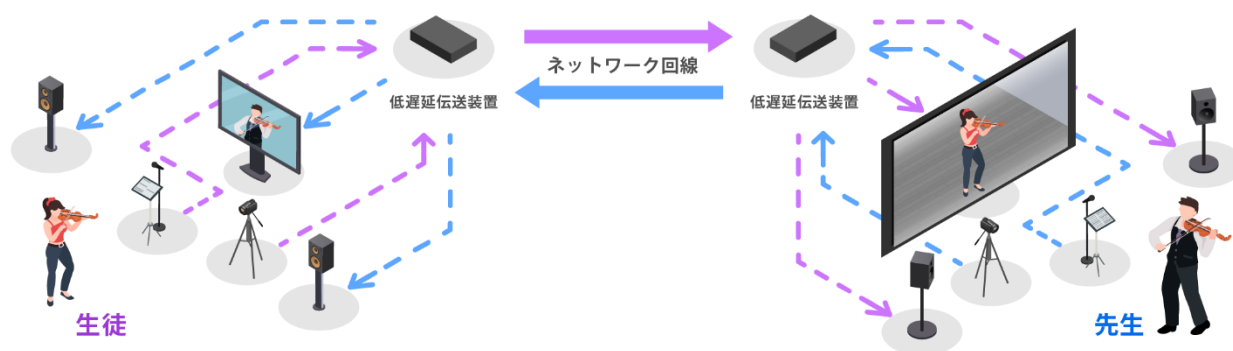 ネットワーク回線
低遅延伝送装置
低遅延伝送装置
生徒
先生